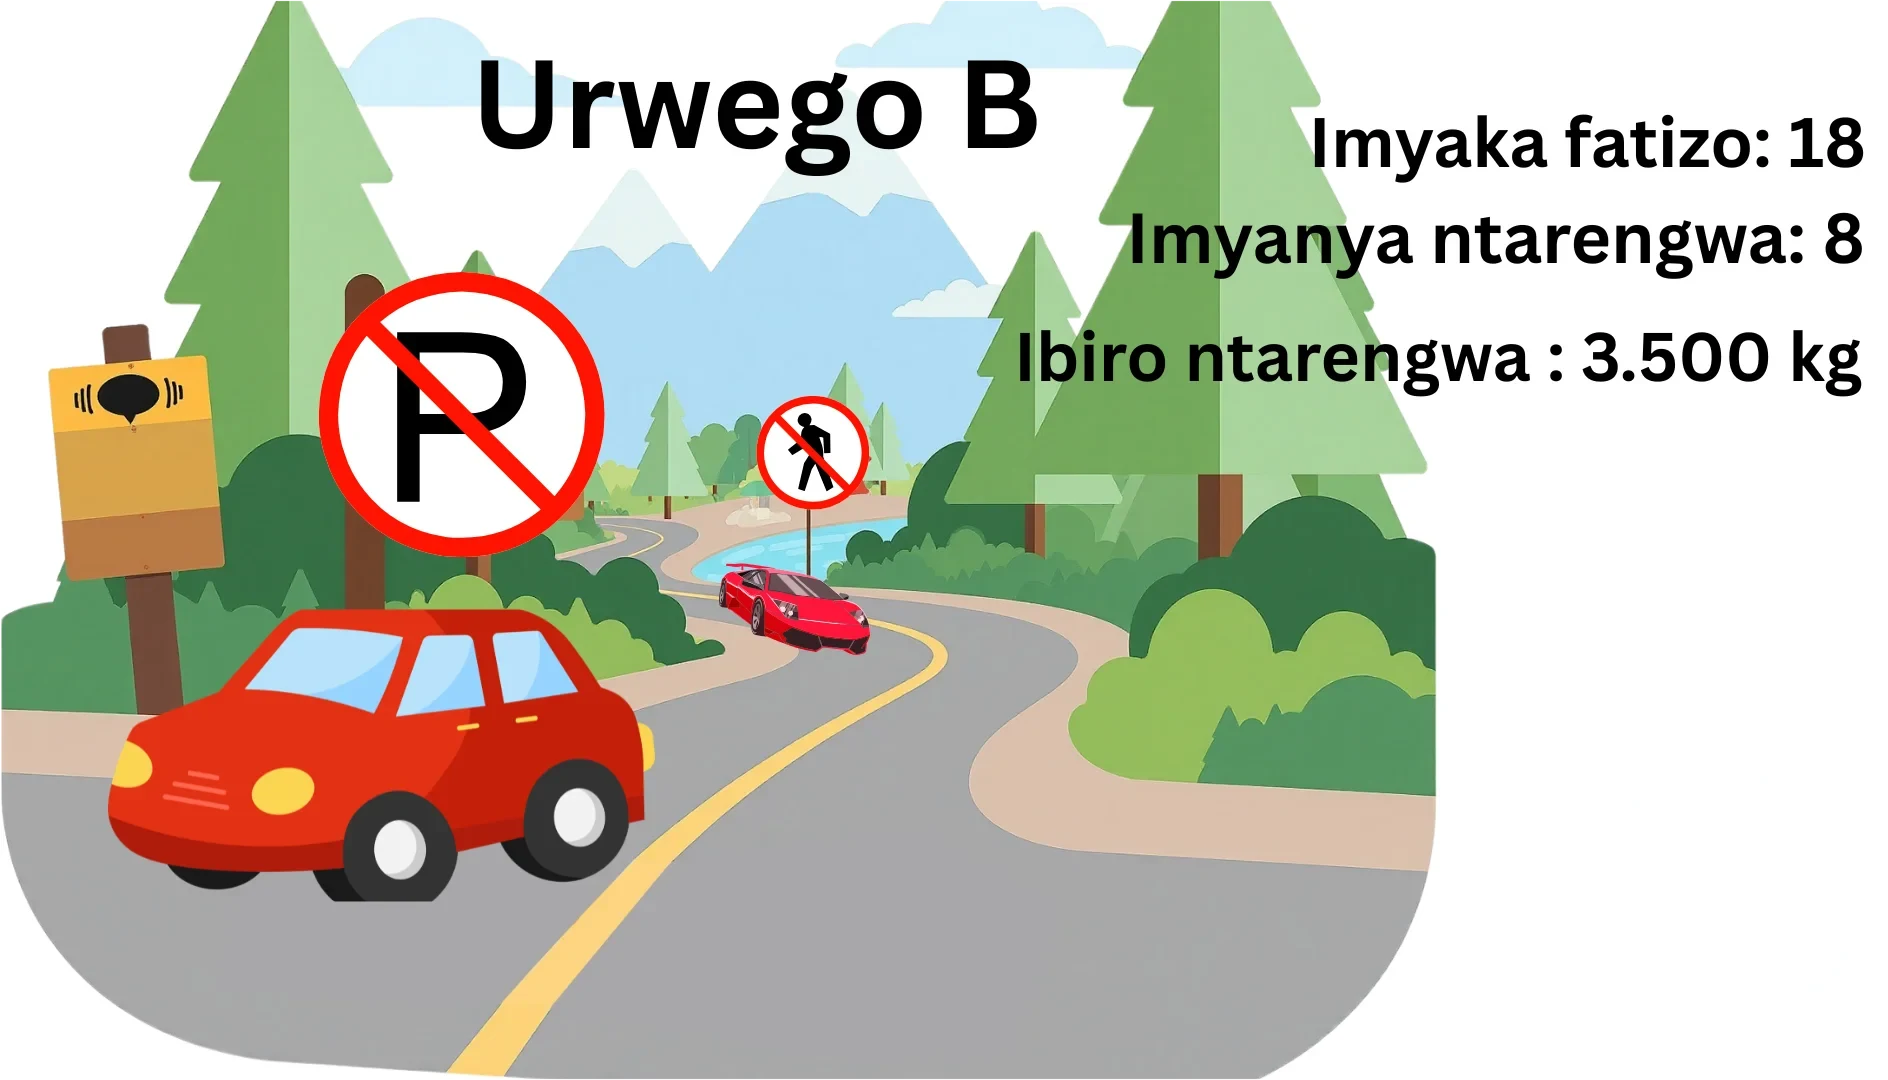 Urwego B
Imyaka fatizo: 18
Imyanya ntarengwa: 8
Ibiro ntarengwa : 3.500 kg
P